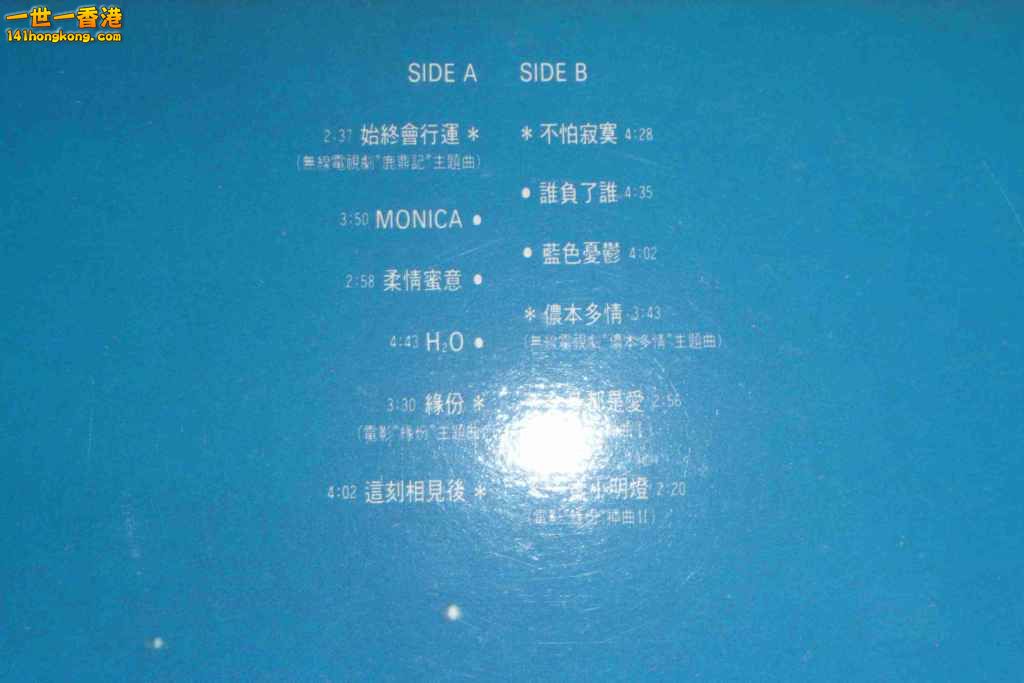 一世一香港
141hongkong.com
SIDE A
2:37 始終會行運 *
(無線電視劇"鹿鼎記"主題曲)
3:50 MONICA ●
2:58 柔情蜜意 ●
4:43 H₂O ●
3:30 緣份 *
(電影"緣份"主題曲
4:02 這刻相見後 *
SIDE B
* 不怕寂寞 4:28
● 誰負了誰 4:35
● 藍色憂鬱 4:02
* 儂本多情 3:43
(無線電視劇"儂本多情"主題曲)
都是愛 2:56
曲I
小明燈 2:20
(電影"緣份"插曲II)